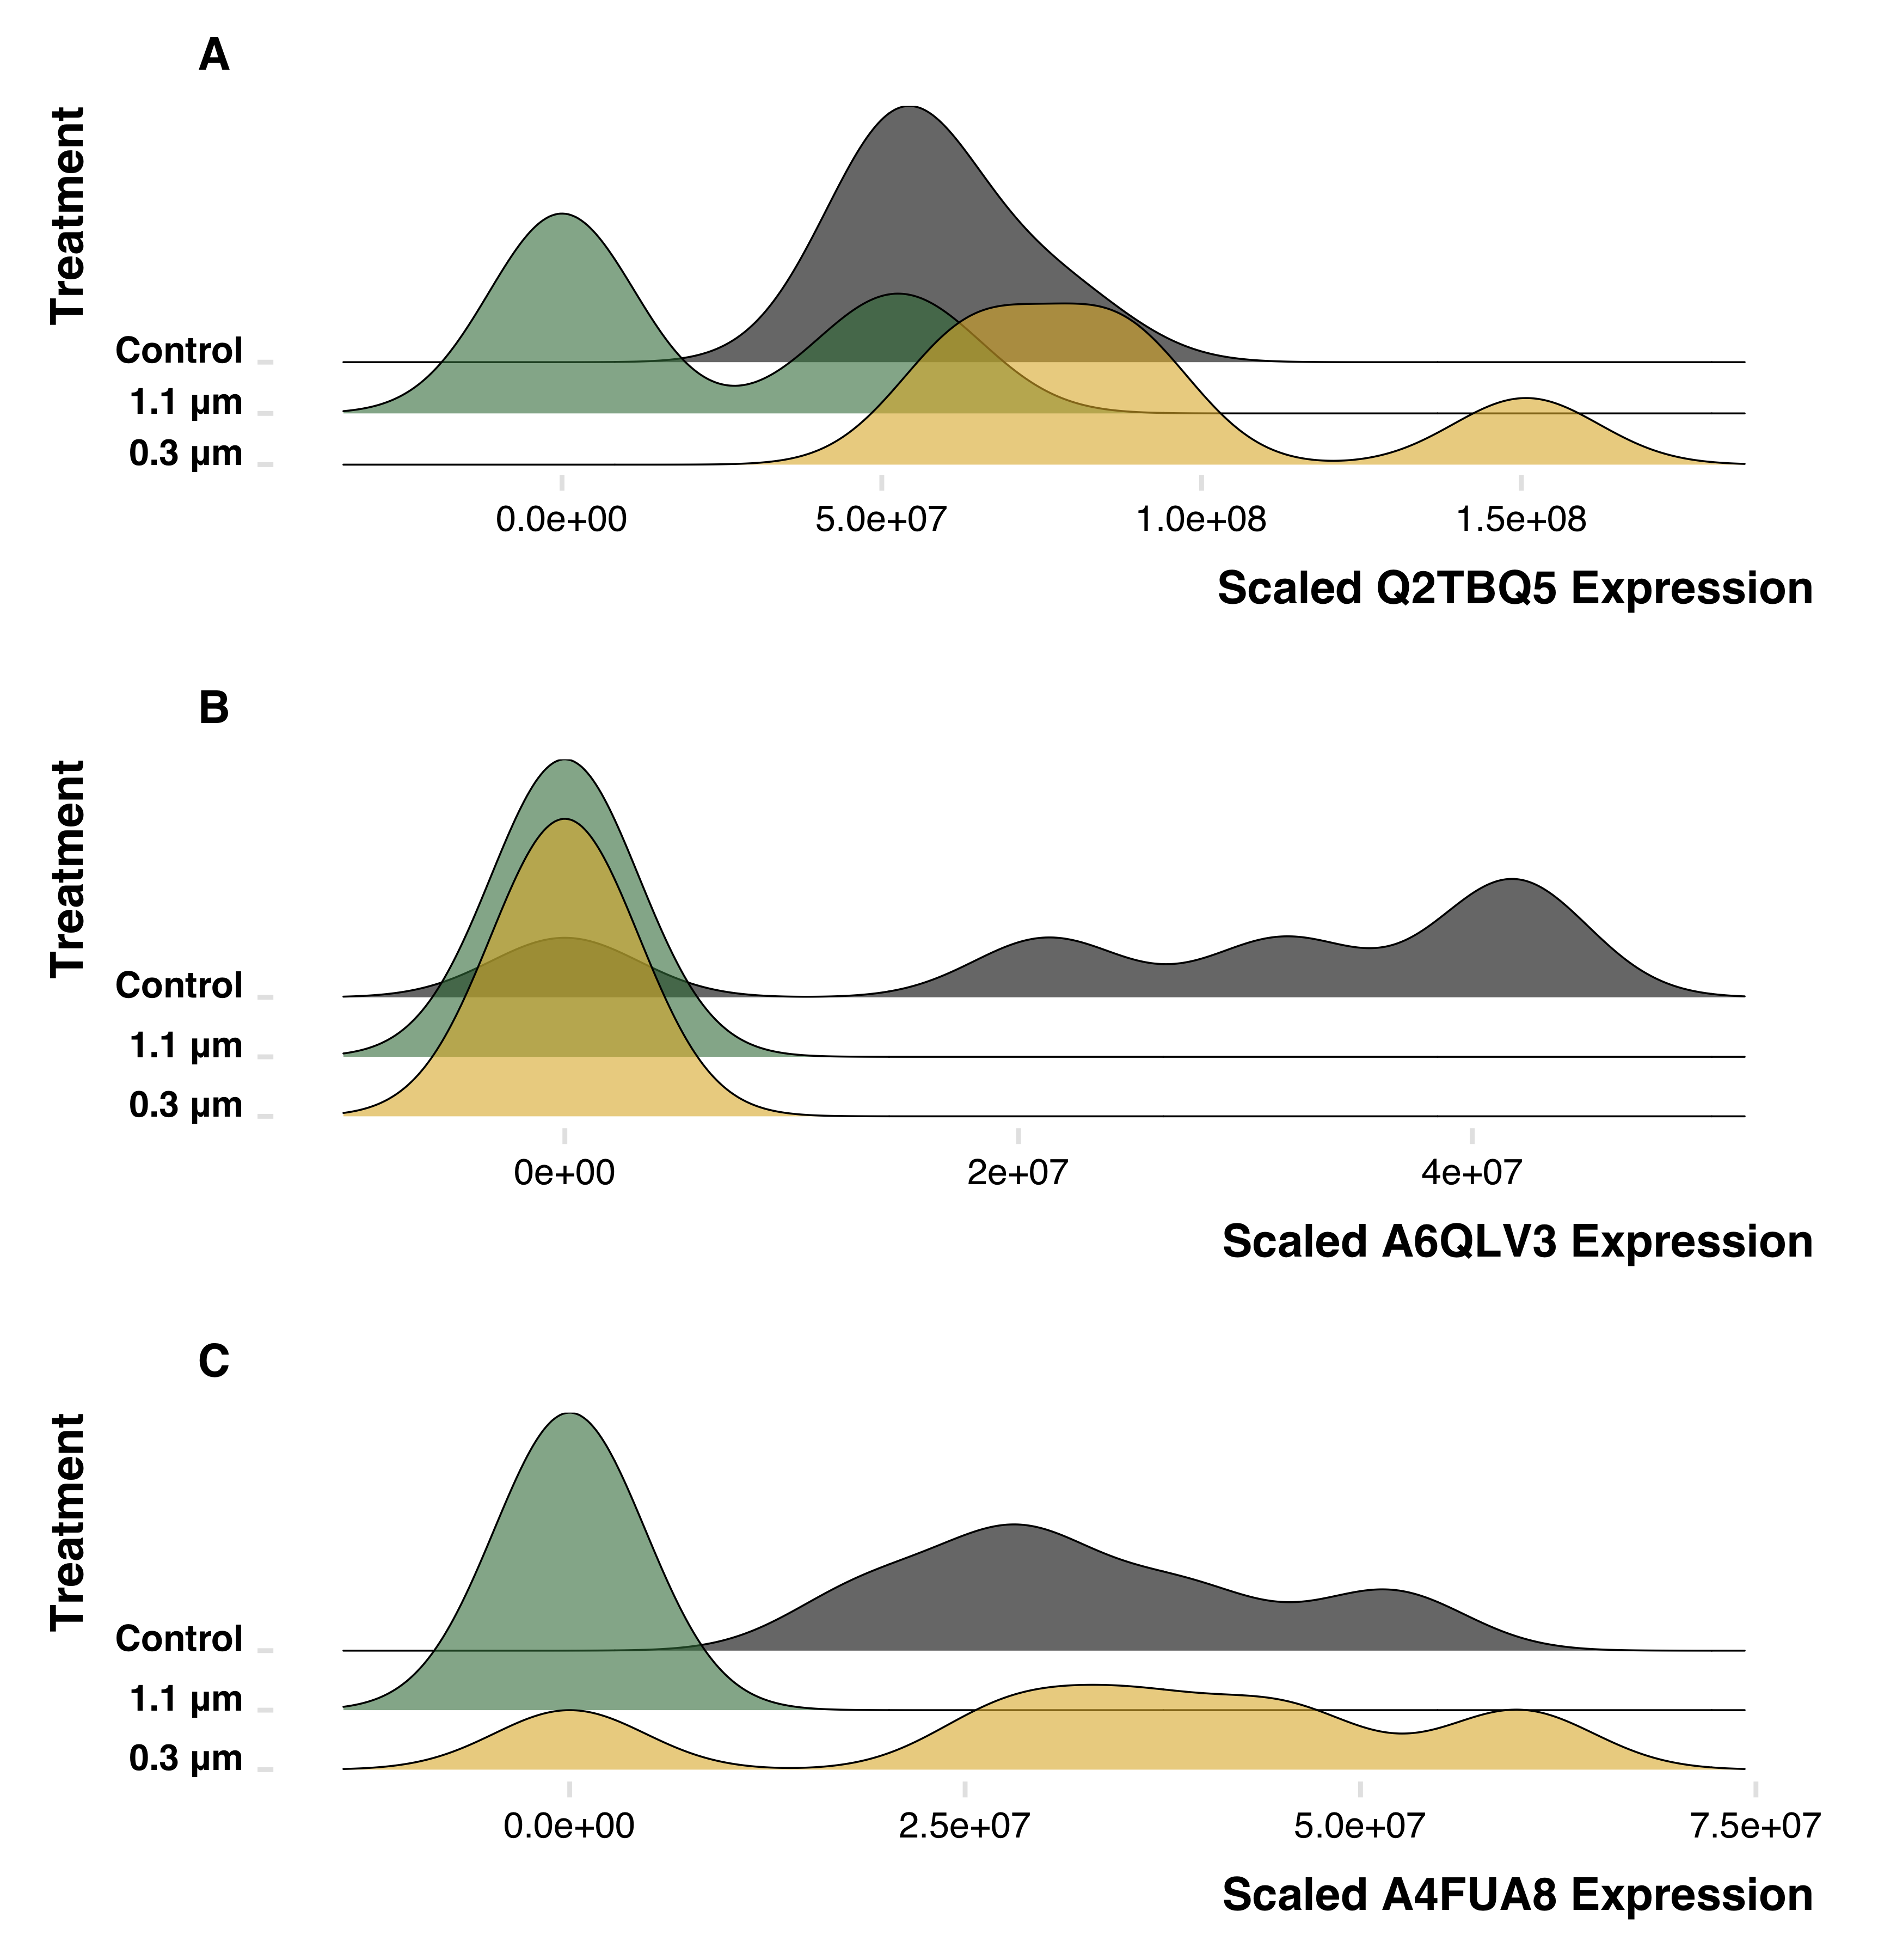 A
Treatment
Control
1.1 µm
0.3 µm
0.0e+00 5.0e+07 1.0e+08 1.5e+08
Scaled Q2TBQ5 Expression
B
Treatment
Control
1.1 µm
0.3 µm
0e+00 2e+07 4e+07
Scaled A6QLV3 Expression
C
Treatment
Control
1.1 µm
0.3 µm
0.0e+00 2.5e+07 5.0e+07 7.5e+07
Scaled A4FUA8 Expression